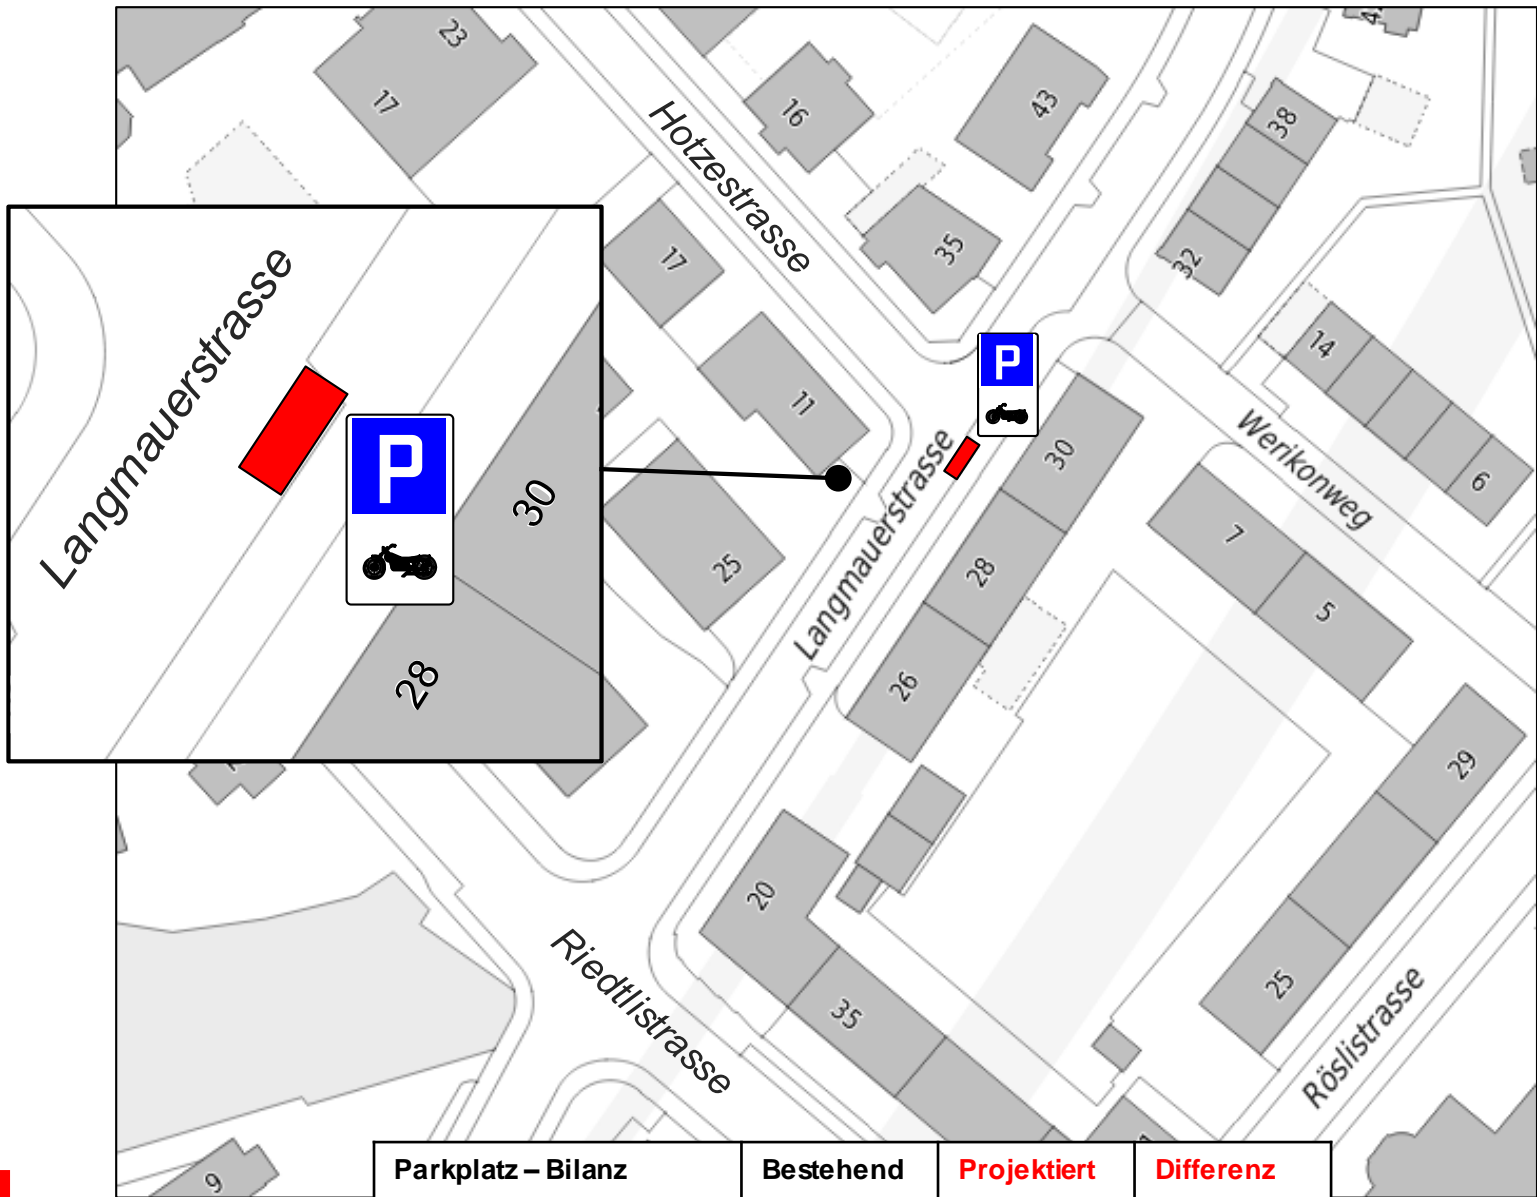 23
17
16
43
38
Hotzestrasse
35
32
17
14
Langmauerstrasse
P
11
P
Werikonweg
30
6
30
7
Langmauerstrasse
28
25
5
28
26
29
20
25
35
Riedtlistrasse
Röslistrasse
9
Parkplatz – Bilanz Bestehend Projektiert Differenz